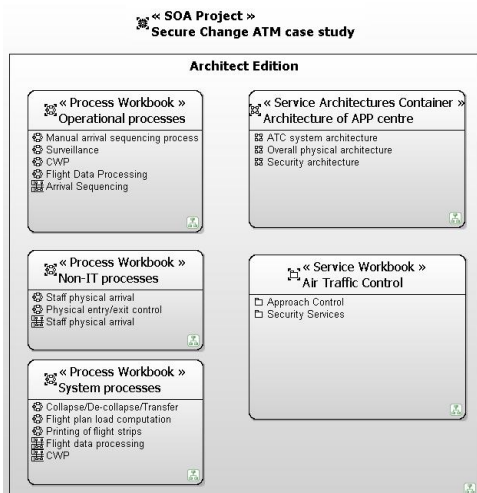 « SOA Project »
Secure Change ATM case study
Architect Edition
« Process Workbook »
Operational processes
Manual arrival sequencing process
Surveillance
CWP
Flight Data Processing
Arrival Sequencing
« Service Architectures Container »
Architecture of APP centre
ATC system architecture
Overall physical architecture
Security architecture
« Process Workbook »
Non-IT processes
Staff physical arrival
Physical entry/exit control
Staff physical arrival
« Service Workbook »
Air Traffic Control
Approach Control
Security Services
« Process Workbook »
System processes
Collapse/De-collapse/Transfer
Flight plan load computation
Printing of flight strips
Flight data processing
CWP